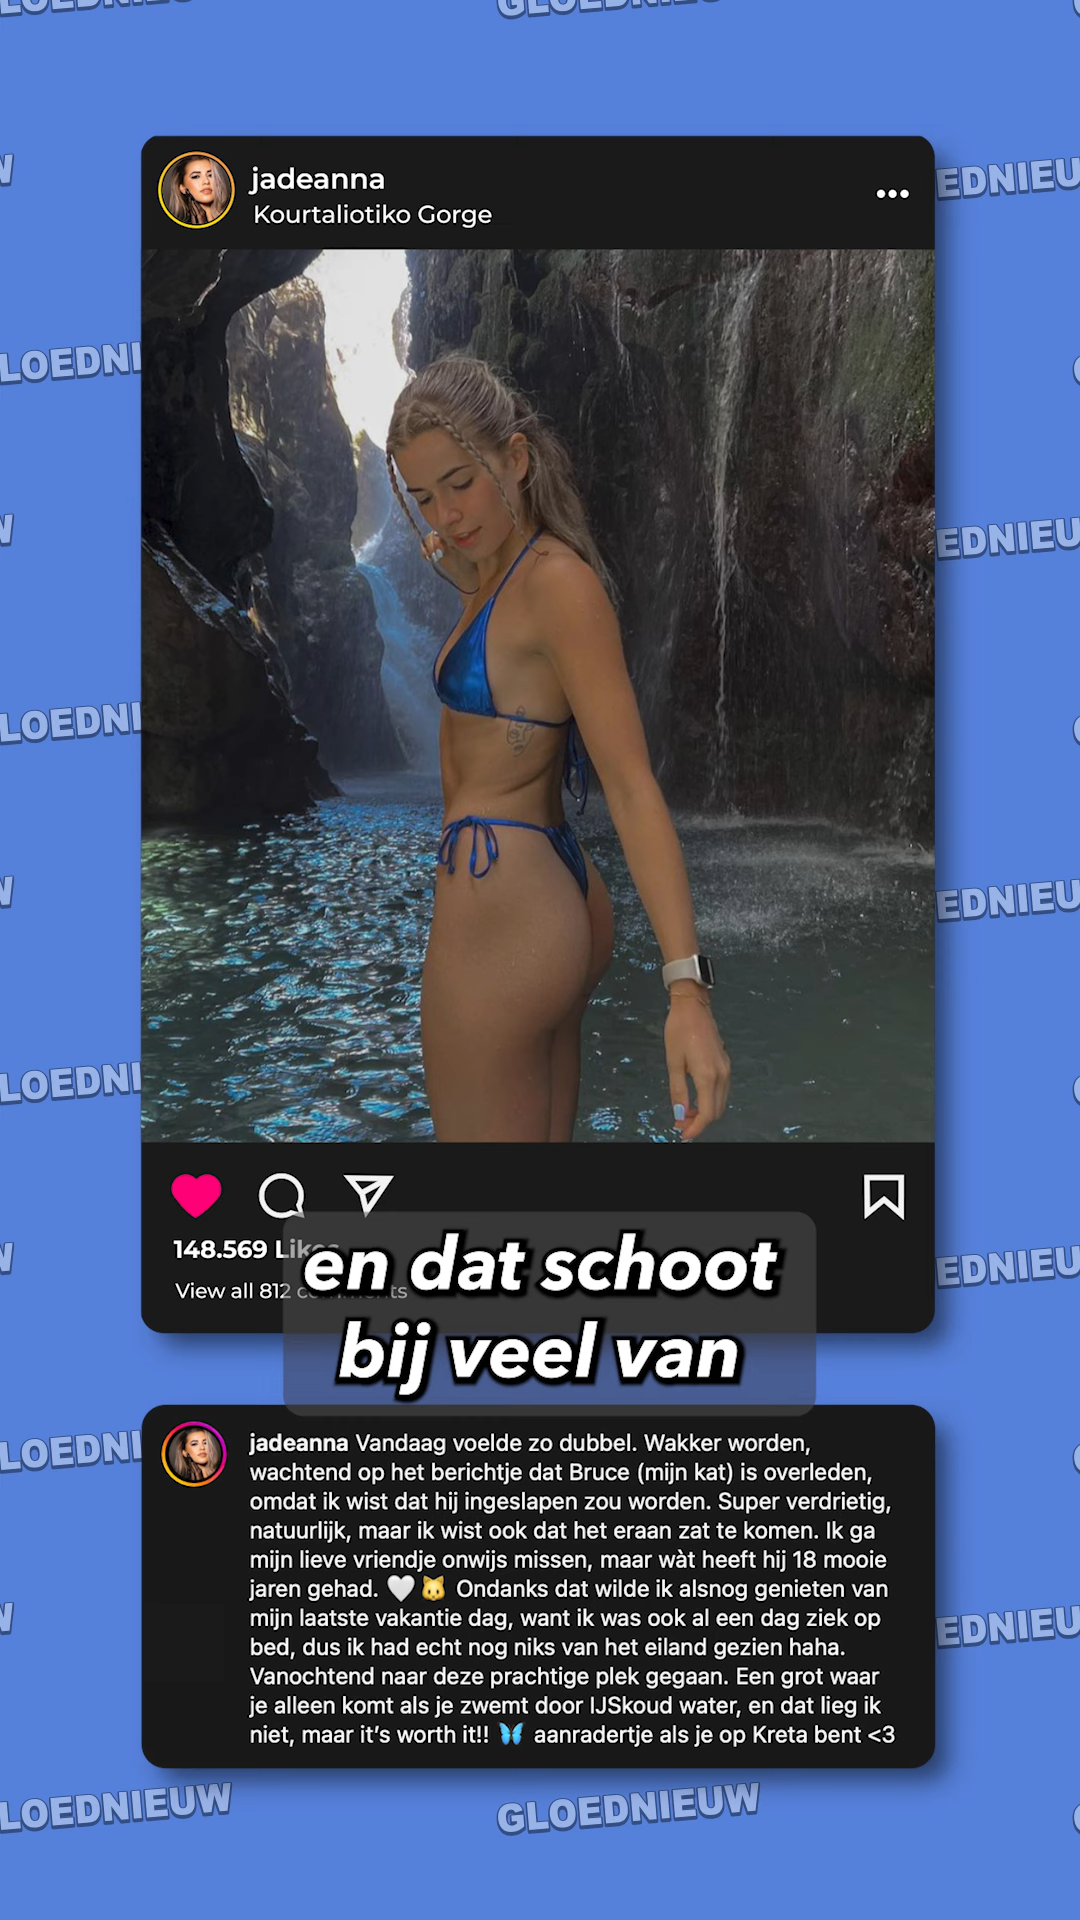 GLOEDNIEUW
jadeanna
Kourtaliotiko Gorge
148.569 Likes
View all 812 comments
en dat schoot
bij veel van
jadeanna Vandaag voelde zo dubbel. Wakker worden,
wachtend op het berichtje dat Bruce (mijn kat) is overleden,
omdat ik wist dat hij ingeslapen zou worden. Super verdrietig,
natuurlijk, maar ik wist ook dat het eraan zat te komen. Ik ga
mijn lieve vriendje onwijs missen, maar wàt heeft hij 18 mooie
jaren gehad. 🤍🐱 Ondanks dat wilde ik alsnog genieten van
mijn laatste vakantie dag, want ik was ook al een dag ziek op
bed, dus ik had echt nog niks van het eiland gezien haha.
Vanochtend naar deze prachtige plek gegaan. Een grot waar
je alleen komt als je zwemt door IJSkoud water, en dat lieg ik
niet, maar it's worth it!! 🦋 aanradertje als je op Kreta bent <3
LOEDNIEUW GLOEDNIEUW